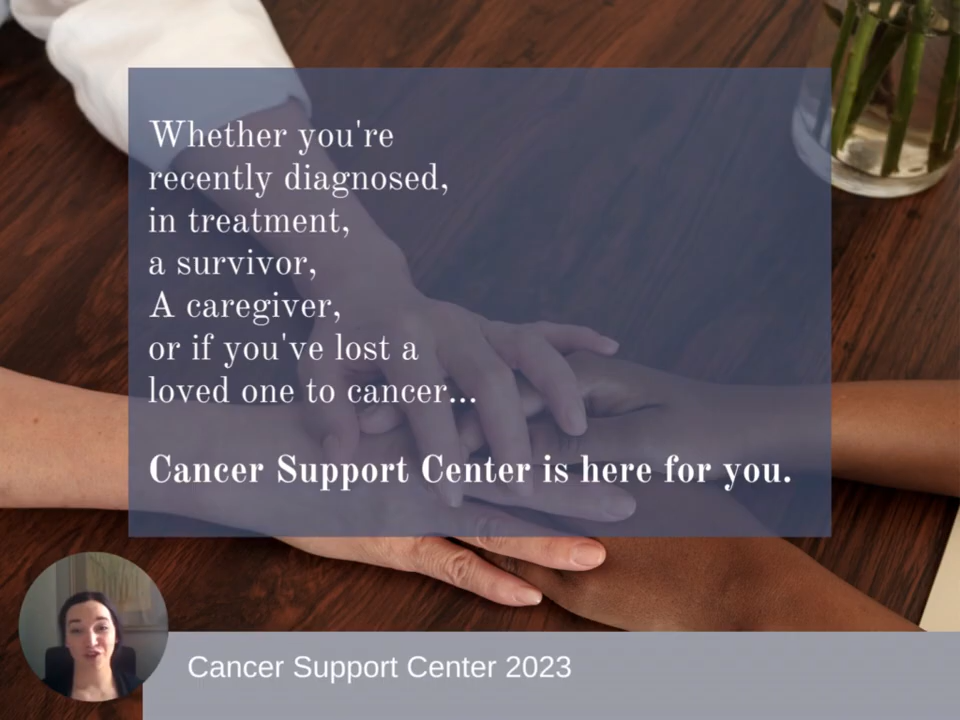 Whether you're
recently diagnosed,
in treatment,
a survivor,
A caregiver,
or if you've lost a
loved one to cancer...
Cancer Support Center is here for you.
Cancer Support Center 2023